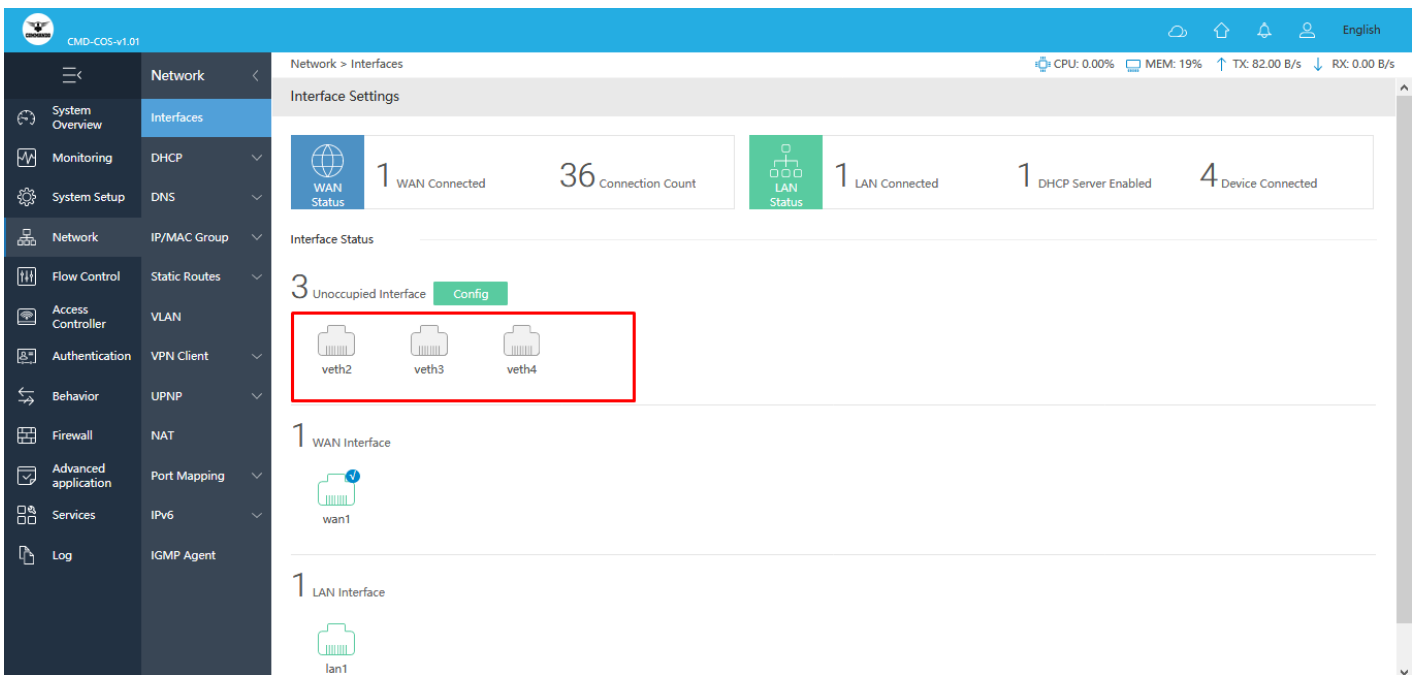 COMMANDO
CMD-COS-v1.01
English
Network
Network > Interfaces
CPU: 0.00% MEM: 19% TX: 82.00 B/s RX: 0.00 B/s
Interface Settings
System Overview
Monitoring
System Setup
Network
Flow Control
Access Controller
Authentication
Behavior
Firewall
Advanced application
Services
Log
Interfaces
DHCP
DNS
IP/MAC Group
Static Routes
VLAN
VPN Client
UPNP
NAT
Port Mapping
IPv6
IGMP Agent
WAN Status
1 WAN Connected
36 Connection Count
LAN Status
1 LAN Connected
1 DHCP Server Enabled
4 Device Connected
Interface Status
3 Unoccupied Interface Config
veth2 veth3 veth4
1 WAN Interface
wan1
1 LAN Interface
lan1